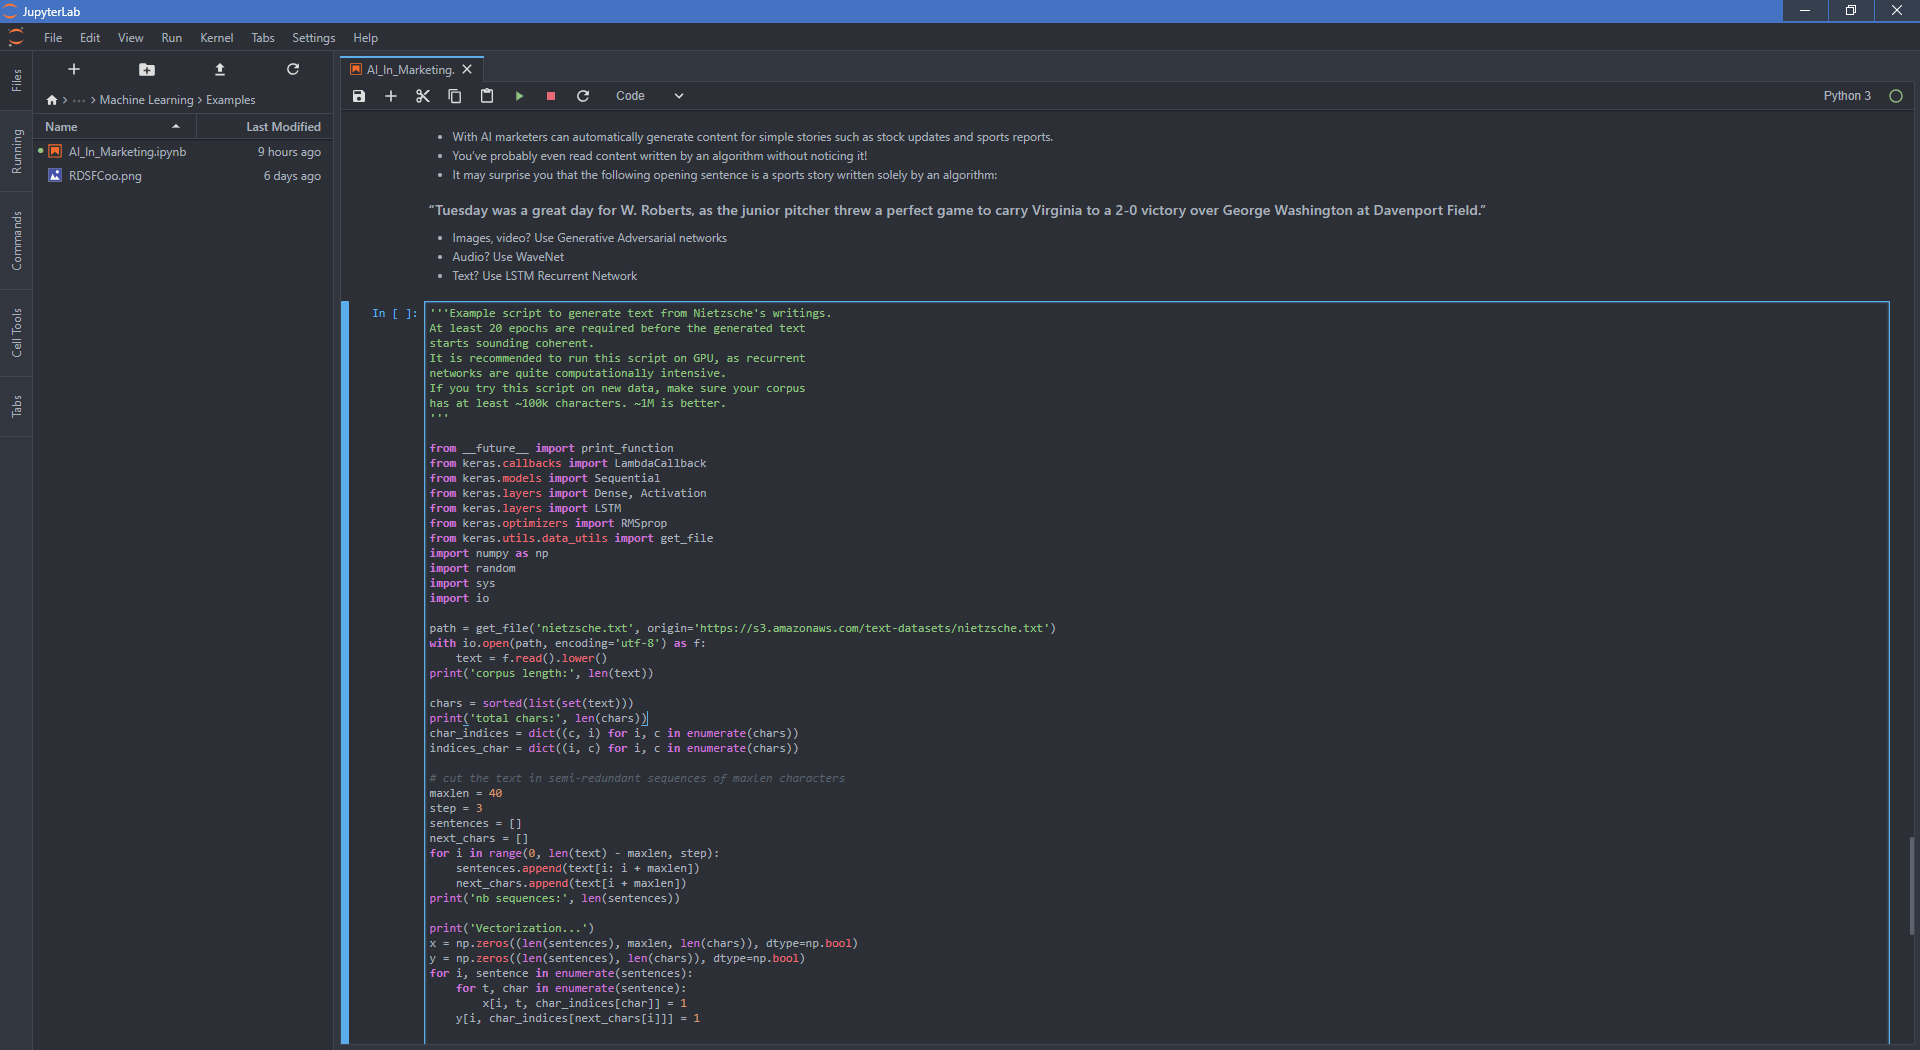 JupyterLab
File Edit View Run Kernel Tabs Settings Help
Files
Running
Commands
Cell Tools
Tabs
> ··· > Machine Learning > Examples
Name Last Modified
AI_In_Marketing.ipynb 9 hours ago
RDSFCoo.png 6 days ago
AI_In_Marketing.
Code
Python 3
• With AI marketers can automatically generate content for simple stories such as stock updates and sports reports.
• You’ve probably even read content written by an algorithm without noticing it!
• It may surprise you that the following opening sentence is a sports story written solely by an algorithm:
“Tuesday was a great day for W. Roberts, as the junior pitcher threw a perfect game to carry Virginia to a 2-0 victory over George Washington at Davenport Field.”
• Images, video? Use Generative Adversarial networks
• Audio? Use WaveNet
• Text? Use LSTM Recurrent Network
In [ ]:
'''Example script to generate text from Nietzsche's writings.
At least 20 epochs are required before the generated text
starts sounding coherent.
It is recommended to run this script on GPU, as recurrent
networks are quite computationally intensive.
If you try this script on new data, make sure your corpus
has at least ~100k characters. ~1M is better.
'''
from __future__ import print_function
from keras.callbacks import LambdaCallback
from keras.models import Sequential
from keras.layers import Dense, Activation
from keras.layers import LSTM
from keras.optimizers import RMSprop
from keras.utils.data_utils import get_file
import numpy as np
import random
import sys
import io
path = get_file('nietzsche.txt', origin='https://s3.amazonaws.com/text-datasets/nietzsche.txt')
with io.open(path, encoding='utf-8') as f:
    text = f.read().lower()
print('corpus length:', len(text))
chars = sorted(list(set(text)))
print('total chars:', len(chars))
char_indices = dict((c, i) for i, c in enumerate(chars))
indices_char = dict((i, c) for i, c in enumerate(chars))
# cut the text in semi-redundant sequences of maxlen characters
maxlen = 40
step = 3
sentences = []
next_chars = []
for i in range(0, len(text) - maxlen, step):
    sentences.append(text[i: i + maxlen])
    next_chars.append(text[i + maxlen])
print('nb sequences:', len(sentences))
print('Vectorization...')
x = np.zeros((len(sentences), maxlen, len(chars)), dtype=np.bool)
y = np.zeros((len(sentences), len(chars)), dtype=np.bool)
for i, sentence in enumerate(sentences):
    for t, char in enumerate(sentence):
        x[i, t, char_indices[char]] = 1
    y[i, char_indices[next_chars[i]]] = 1